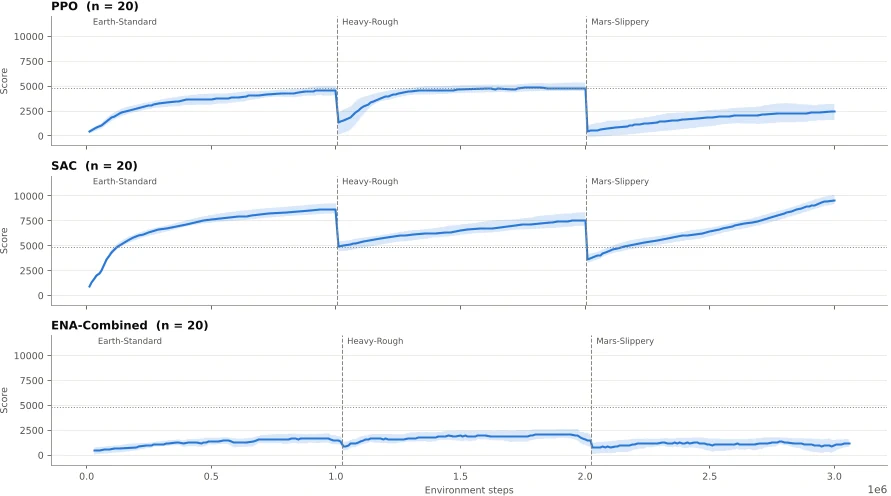 PPO (n = 20)
Earth-Standard
Heavy-Rough
Mars-Slippery
10000
7500
5000
2500
0
Score
SAC (n = 20)
Earth-Standard
Heavy-Rough
Mars-Slippery
10000
7500
5000
2500
0
Score
ENA-Combined (n = 20)
Earth-Standard
Heavy-Rough
Mars-Slippery
10000
7500
5000
2500
0
Score
0.0
0.5
1.0
1.5
2.0
2.5
3.0
Environment steps
1e6